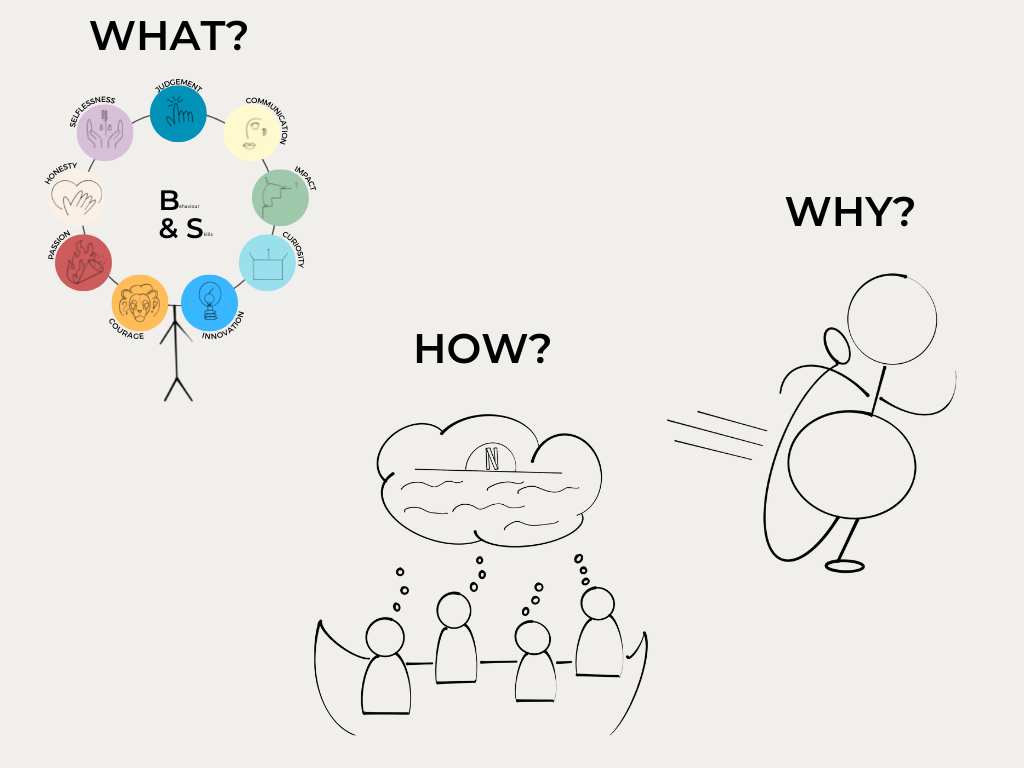 WHAT?
JUDGEMENT
SELFLESSNESS
COMMUNICATION
HONESTY
IMPACT
Behaviour
& Skills
PASSION
CURIOSITY
COURAGE
INNOVATION
WHY?
HOW?
N